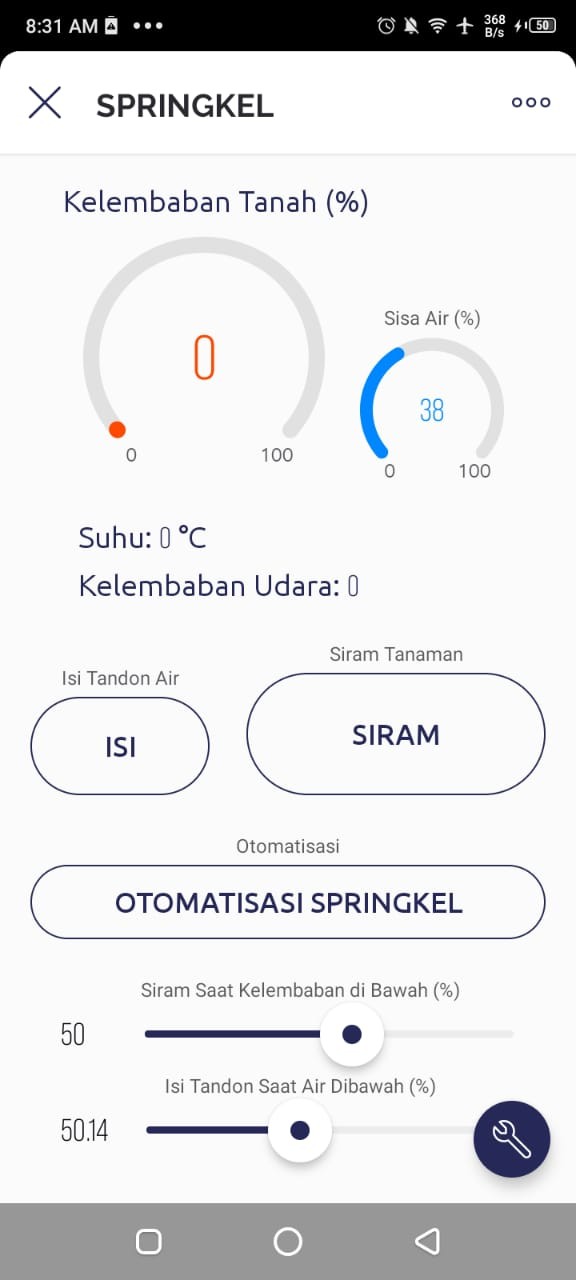 8:31 AM
368
B/s
50
SPRINGKEL
Kelembaban Tanah (%)
0
0
100
Sisa Air (%)
38
0
100
Suhu: 0 °C
Kelembaban Udara: 0
Isi Tandon Air
ISI
Siram Tanaman
SIRAM
Otomatisasi
OTOMATISASI SPRINGKEL
Siram Saat Kelembaban di Bawah (%)
50
Isi Tandon Saat Air Dibawah (%)
50.14